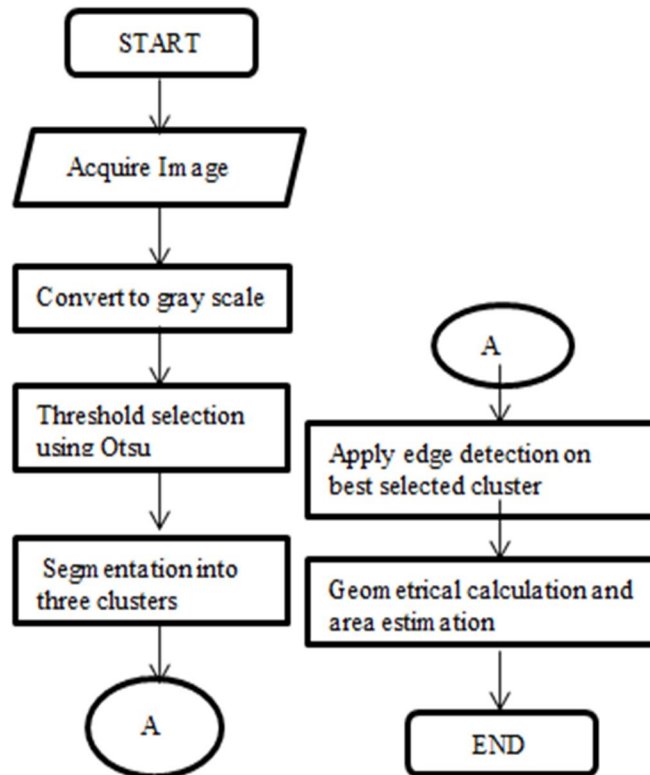 START
Acquire Image
Convert to gray scale
Threshold selection
using Otsu
Segmentation into
three clusters
A
A
Apply edge detection on
best selected cluster
Geometrical calculation and
area estimation
END